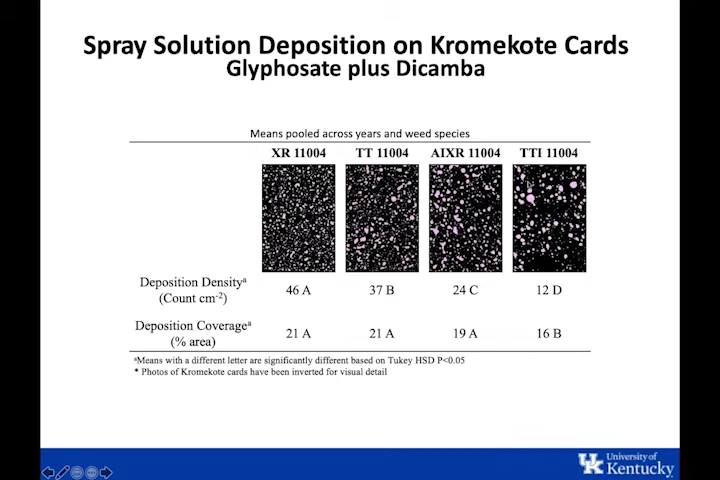 Spray Solution Deposition on Kromekote Cards
Glyphosate plus Dicamba
Means pooled across years and weed species
XR 11004 TT 11004 AIXR 11004 TTI 11004
Deposition Densityᵃ
(Count cm⁻²)
46 A 37 B 24 C 12 D
Deposition Coverageᵃ
(% area)
21 A 21 A 19 A 16 B
ᵃMeans with a different letter are significantly different based on Tukey HSD P<0.05
* Photos of Kromekote cards have been inverted for visual detail
UK University of
Kentucky